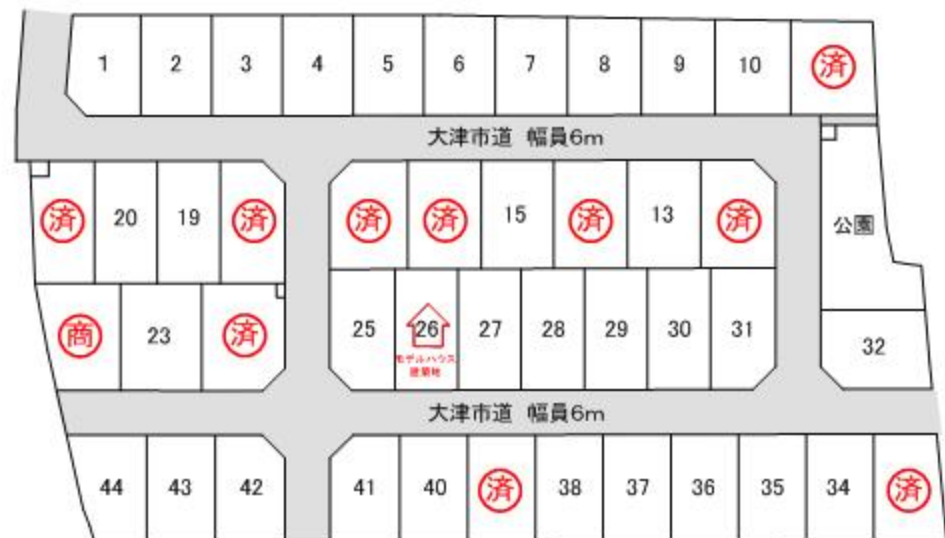 1 2 3 4 5 6 7 8 9 10 済
大津市道 幅員6m
済 20 19 済 済 済 15 済 13 済
公園
商 23 済 25 26 27 28 29 30 31 32
モデルハウス
建築地
大津市道 幅員6m
44 43 42 41 40 済 38 37 36 35 34 済